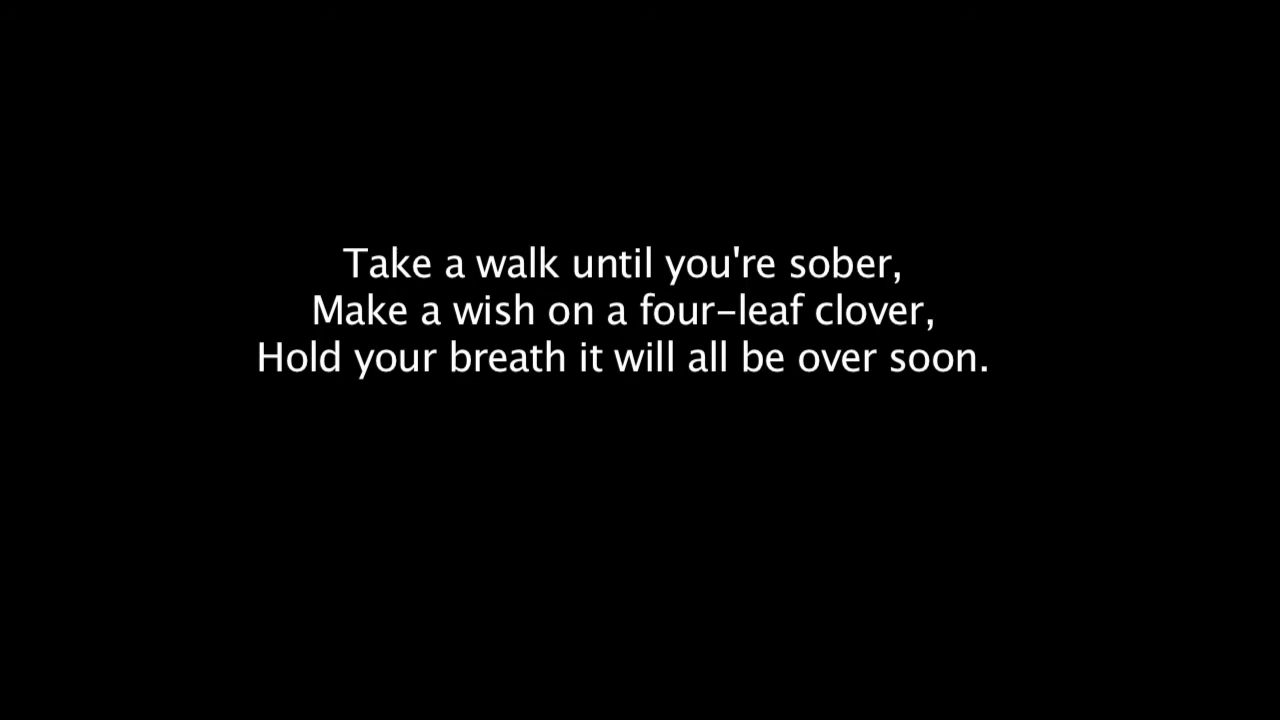 Take a walk until you're sober,
Make a wish on a four-leaf clover,
Hold your breath it will all be over soon.